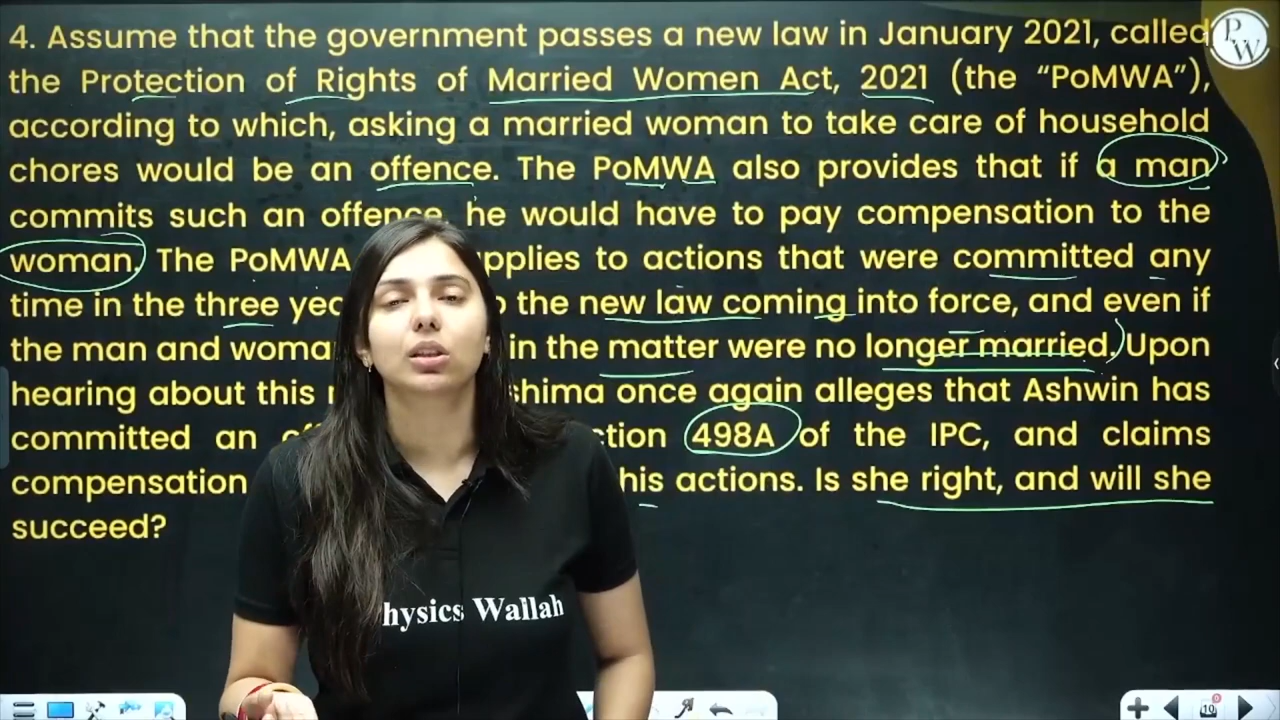 4. Assume that the government passes a new law in January 2021, called
the Protection of Rights of Married Women Act, 2021 (the “PoMWA”),
according to which, asking a married woman to take care of household
chores would be an offence. The PoMWA also provides that if a man
commits such an offence, he would have to pay compensation to the
woman. The PoMWA applies to actions that were committed any
time in the three the new law coming into force, and even if
the man and in the matter were no longer married. Upon
hearing about this once again alleges that Ashwin has
committed an 498A of the IPC, and claims
compensation his actions. Is she right, and will she
succeed?
PW
Physics Wallah
10